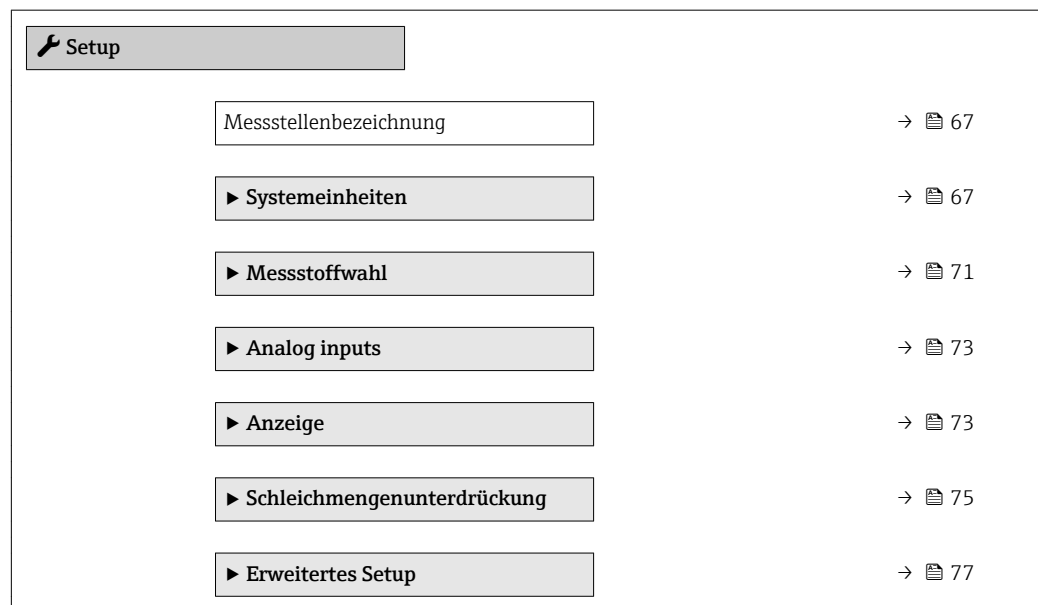 Setup
Messstellenbezeichnung → 67
▶ Systemeinheiten → 67
▶ Messstoffwahl → 71
▶ Analog inputs → 73
▶ Anzeige → 73
▶ Schleichmengenunterdrückung → 75
▶ Erweitertes Setup → 77